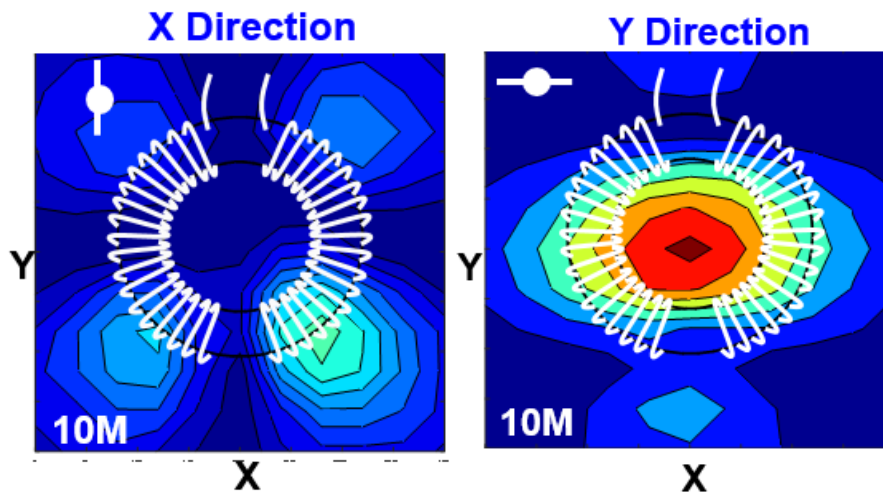 X Direction
Y Direction
Y
10M
X
Y
10M
X